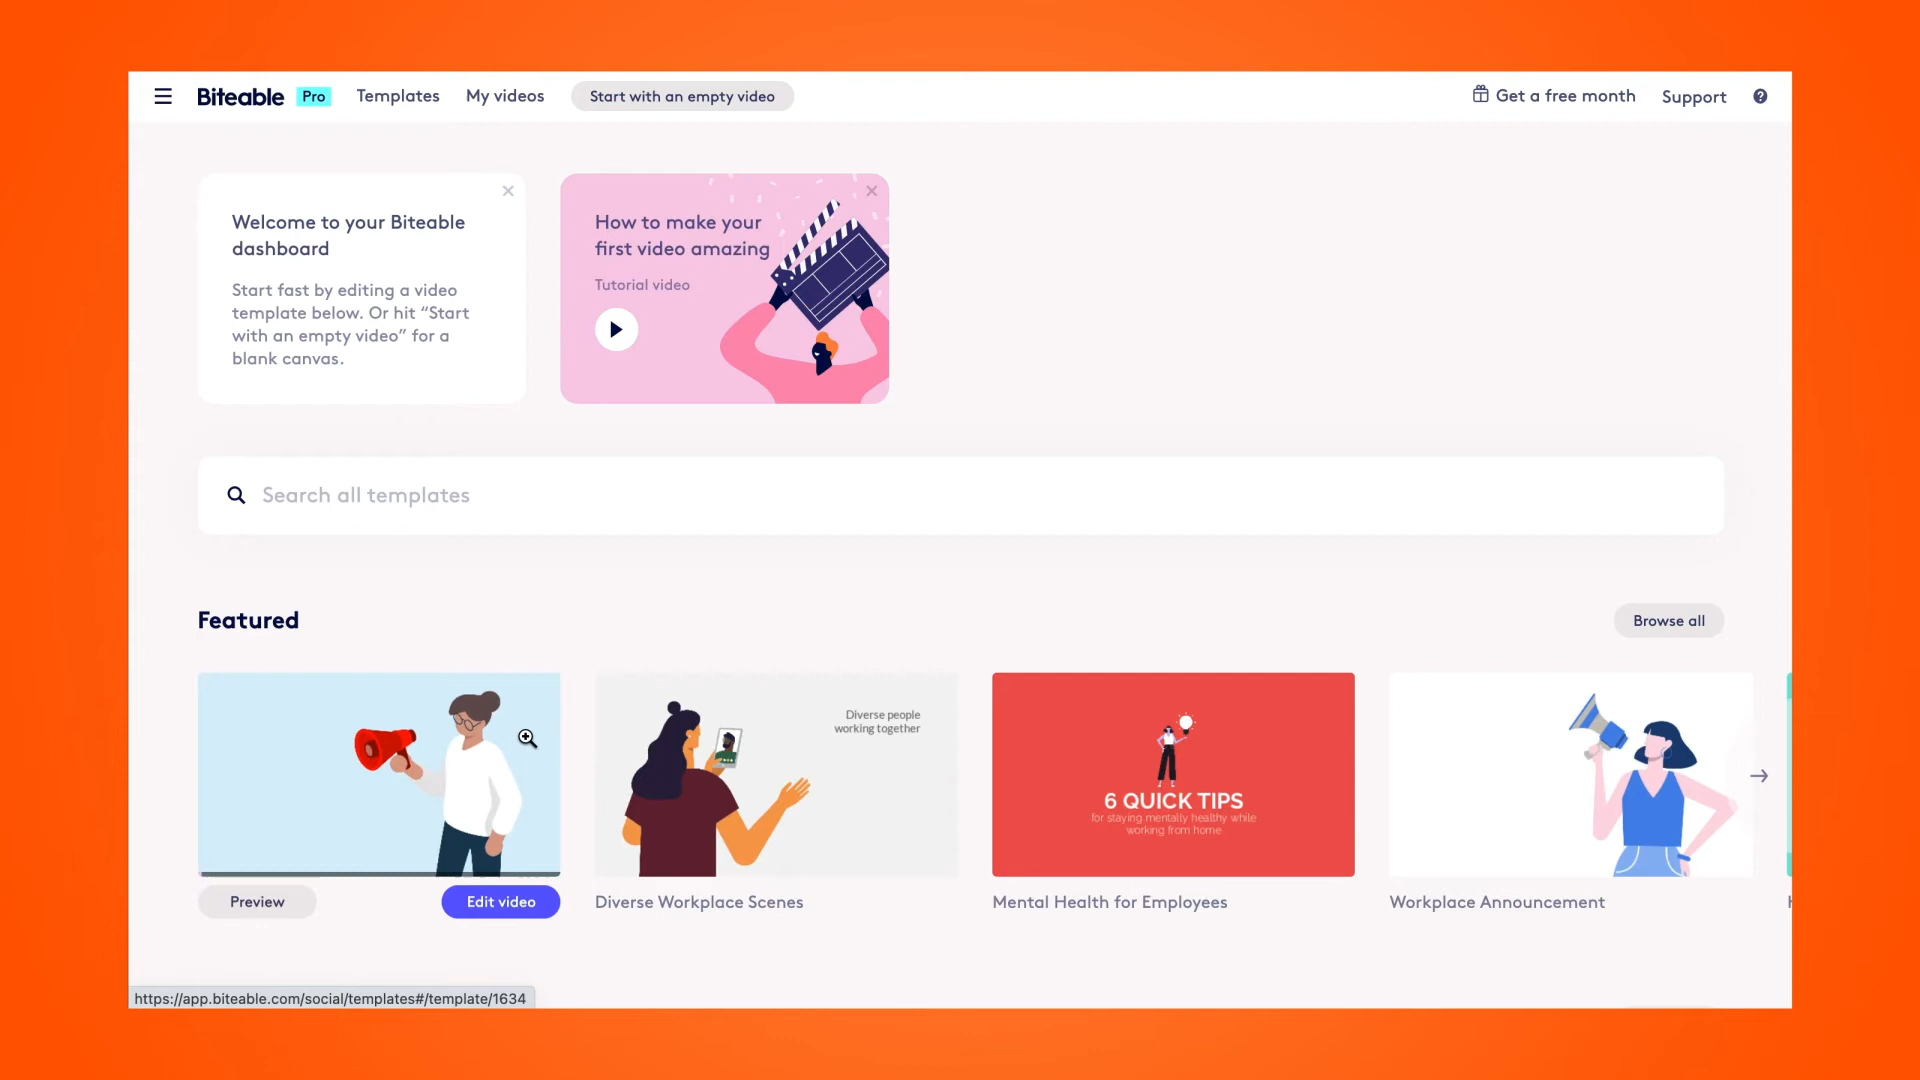 Biteable Pro Templates My videos Start with an empty video Get a free month Support ?
Welcome to your Biteable
dashboard
Start fast by editing a video
template below. Or hit “Start
with an empty video” for a
blank canvas.
How to make your
first video amazing
Tutorial video
Search all templates
Featured
Browse all
Diverse people
working together
6 QUICK TIPS
for staying mentally healthy while
working from home
Preview
Edit video
Diverse Workplace Scenes
Mental Health for Employees
Workplace Announcement
https://app.biteable.com/social/templates#/template/1634